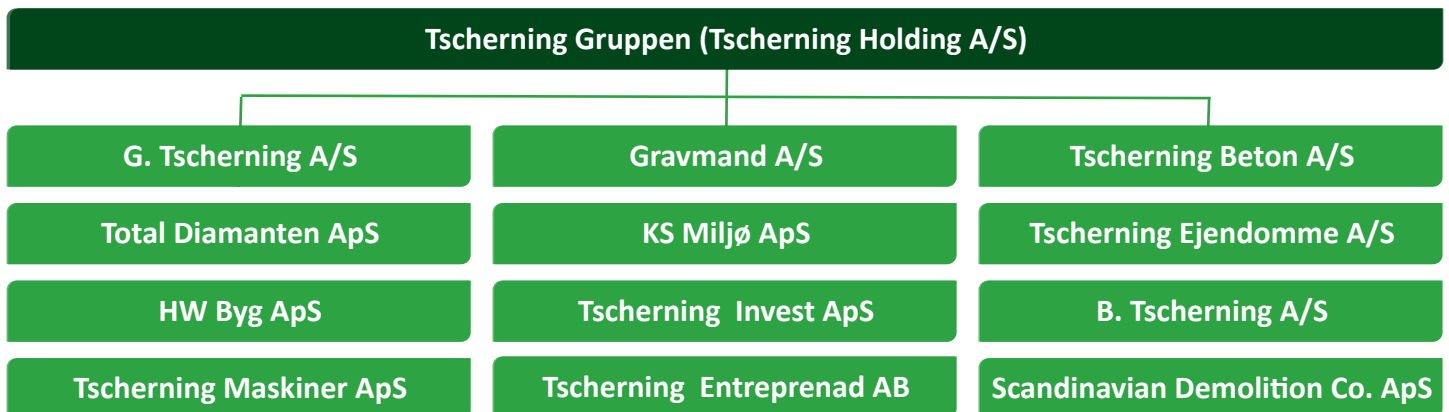 Tscherning Gruppen (Tscherning Holding A/S)
G. Tscherning A/S
Gravmand A/S
Tscherning Beton A/S
Total Diamanten ApS
KS Miljø ApS
Tscherning Ejendomme A/S
HW Byg ApS
Tscherning Invest ApS
B. Tscherning A/S
Tscherning Maskiner ApS
Tscherning Entreprenad AB
Scandinavian Demolition Co. ApS